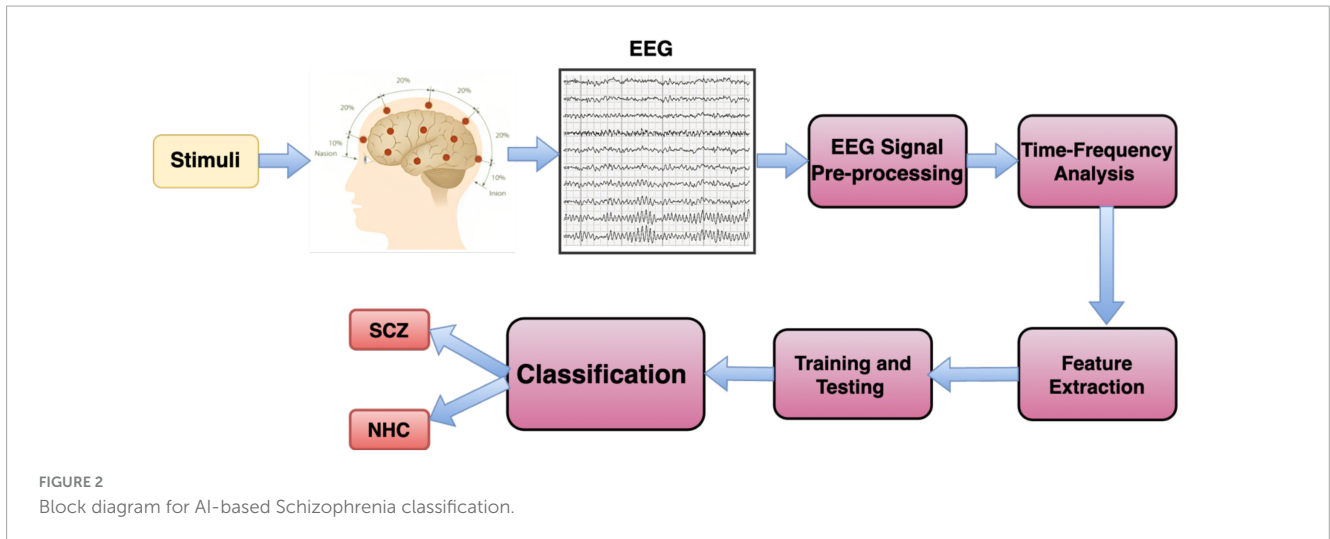 EEG
20%
20%
20%
20%
10%
Nasion
10%
Inion
Stimuli
EEG Signal
Pre-processing
Time-Frequency
Analysis
SCZ
NHC
Classification
Training and
Testing
Feature
Extraction
FIGURE 2
Block diagram for AI-based Schizophrenia classification.